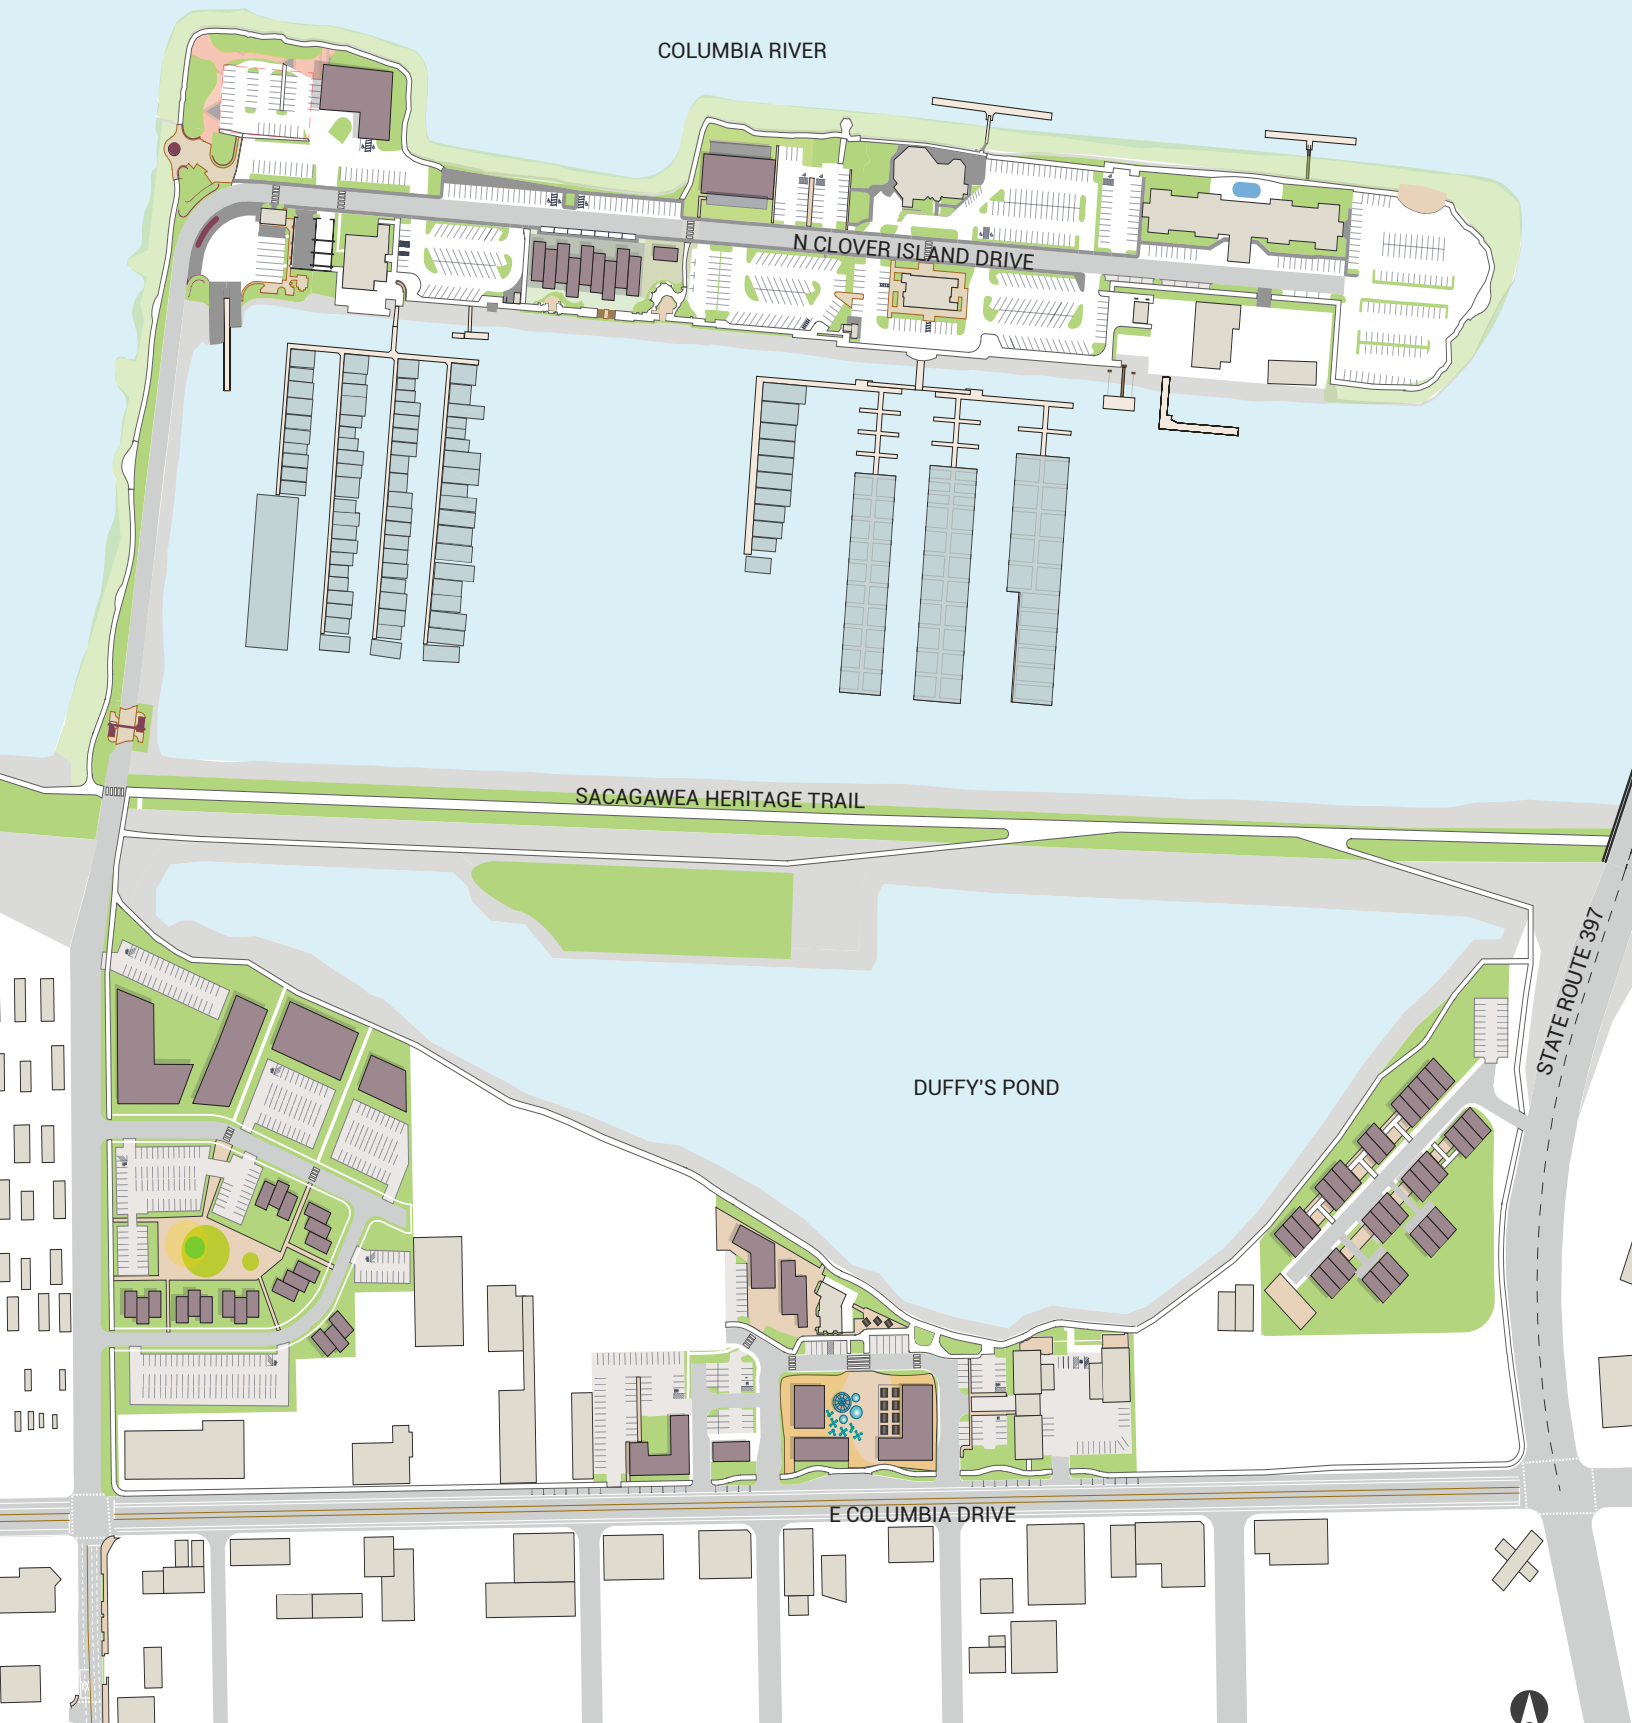 COLUMBIA RIVER
N CLOVER ISLAND DRIVE
SACAGAWEA HERITAGE TRAIL
STATE ROUTE 397
DUFFY'S POND
E COLUMBIA DRIVE